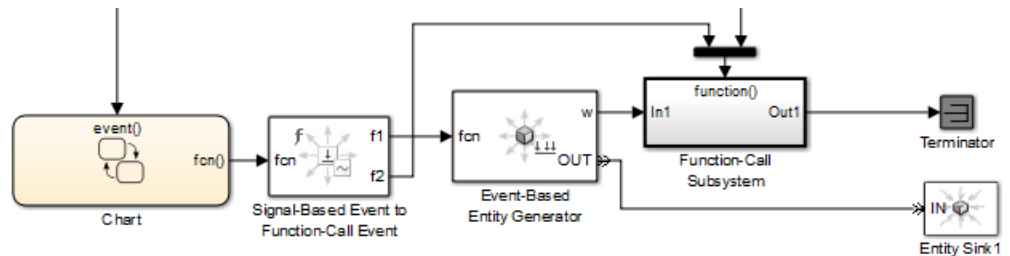 event()
fcn()
Chart
f
fcn
f1
f2
Signal-Based Event to
Function-Call Event
fcn
w
OUT
Event-Based
Entity Generator
function()
In1
Out1
Function-Call
Subsystem
Terminator
IN
Entity Sink1